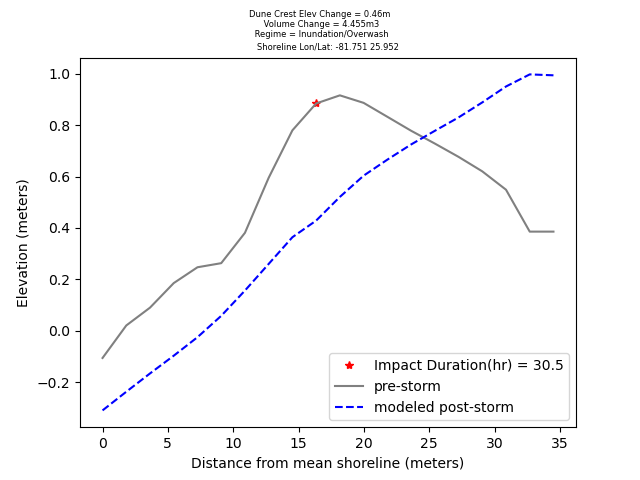 Dune Crest Elev Change = 0.46m
Volume Change = 4.455m3
Regime = Inundation/Overwash
Shoreline Lon/Lat: -81.751 25.952
1.0
0.8
0.6
0.4
0.2
0.0
−0.2
Elevation (meters)
Impact Duration(hr) = 30.5
pre-storm
modeled post-storm
0 5 10 15 20 25 30 35
Distance from mean shoreline (meters)